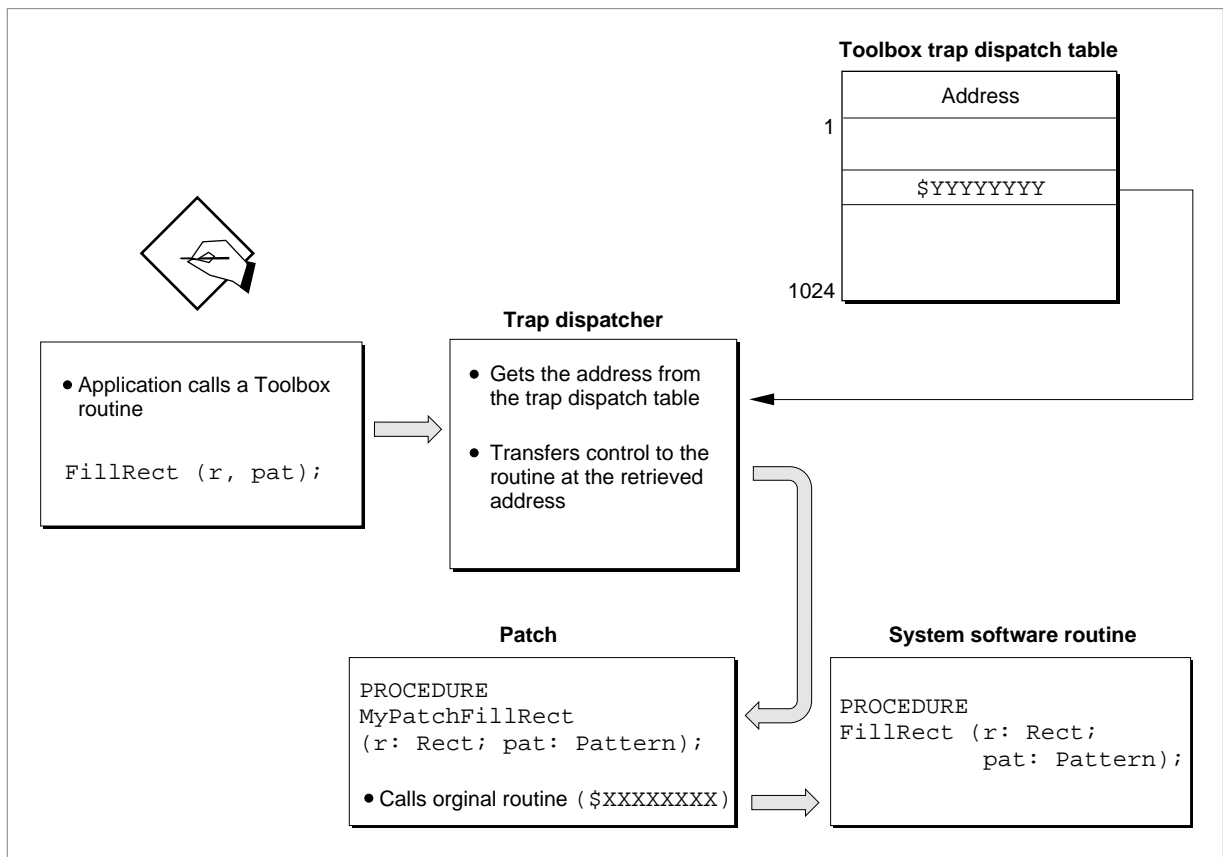 Toolbox trap dispatch table
Address
1
$YYYYYYYY
1024
Trap dispatcher
• Application calls a Toolbox
routine
FillRect (r, pat);
• Gets the address from
the trap dispatch table
• Transfers control to the
routine at the retrieved
address
Patch
PROCEDURE
MyPatchFillRect
(r: Rect; pat: Pattern);
• Calls orginal routine ($XXXXXXXX)
System software routine
PROCEDURE
FillRect (r: Rect;
pat: Pattern);